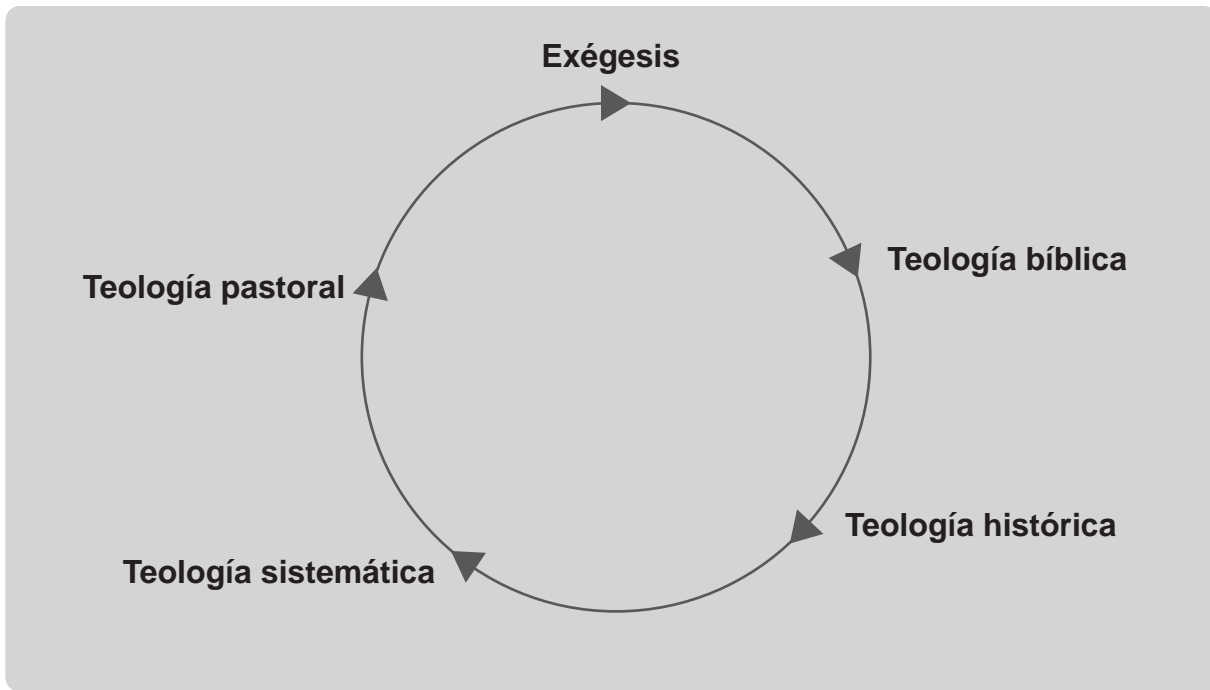 Exégesis
Teología bíblica
Teología histórica
Teología sistemática
Teología pastoral